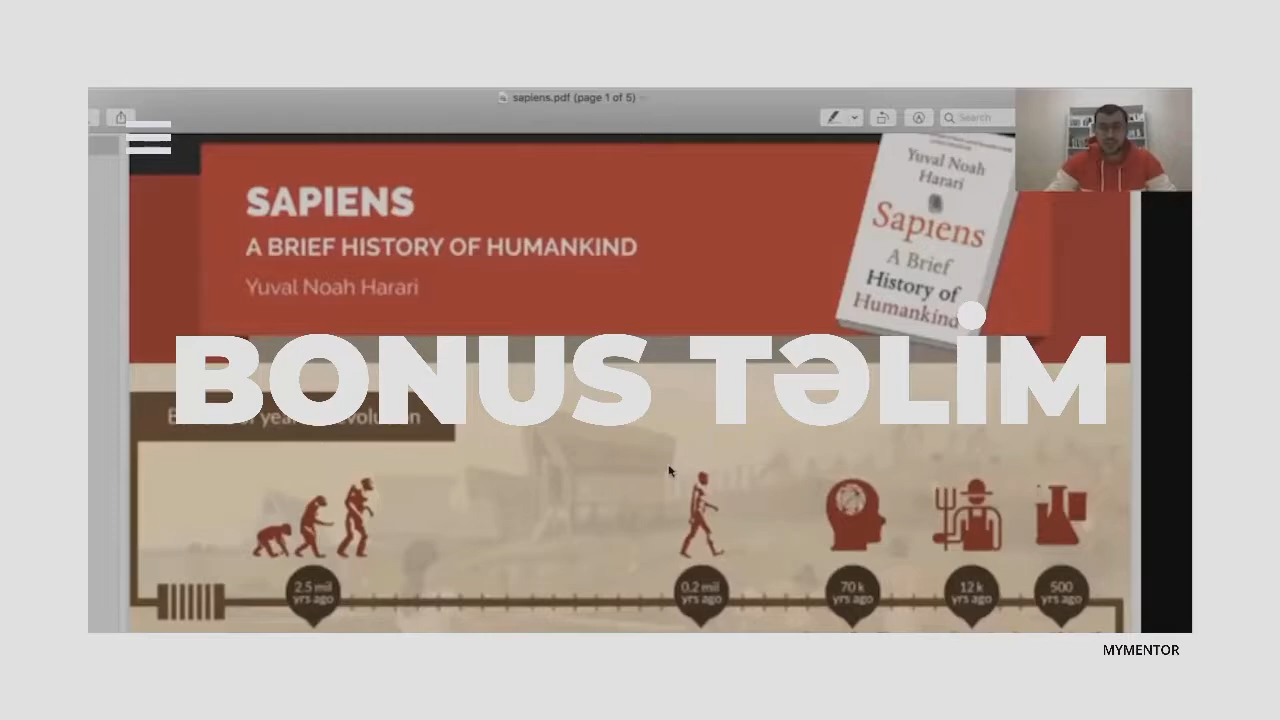 sapiens.pdf (page 1 of 5)
Search
SAPIENS
A BRIEF HISTORY OF HUMANKIND
Yuval Noah Harari
Yuval Noah
Harari
Sapiens
A Brief
History of
Humankind
BONUS TƏLİM
2.5 mil
yrs ago
0.2 mil
yrs ago
70 k
yrs ago
12 k
yrs ago
500
yrs ago
MYMENTOR